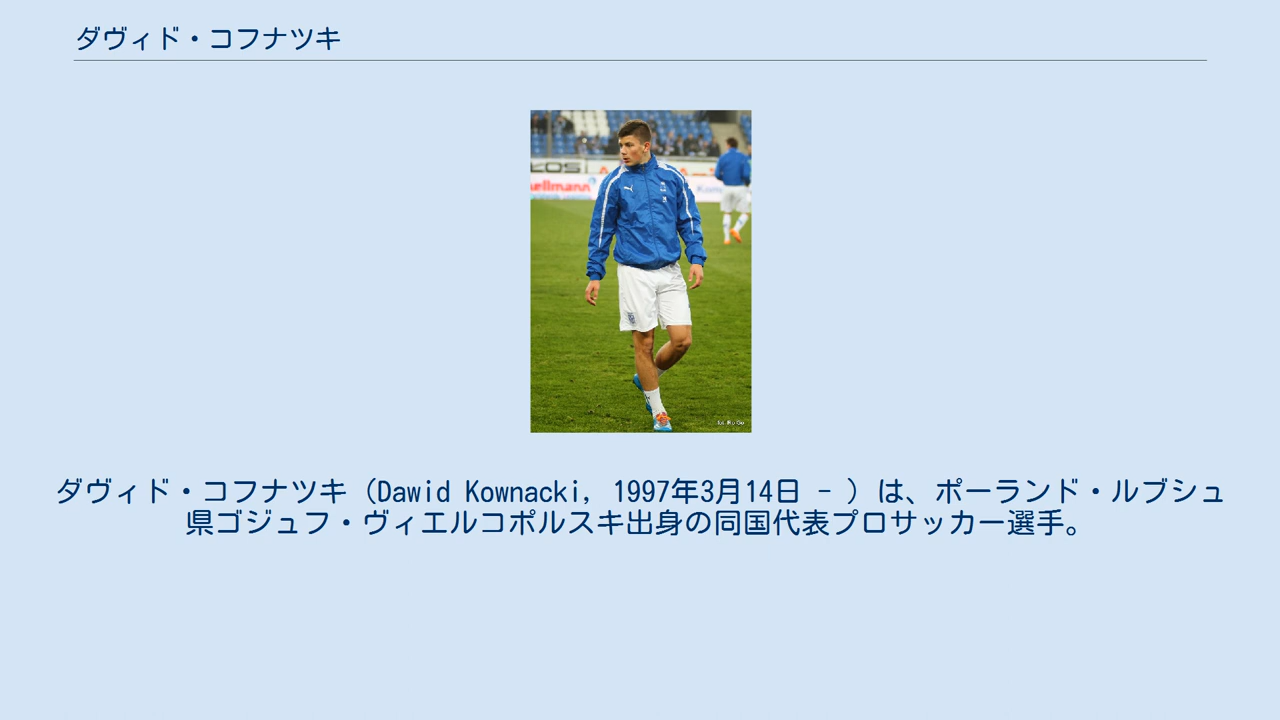 ダヴィド・コフナツキ
ダヴィド・コフナツキ（Dawid Kownacki, 1997年3月14日 - ）は、ポーランド・ルブシュ
県ゴジュフ・ヴィエルコポルスキ出身の同国代表プロサッカー選手。